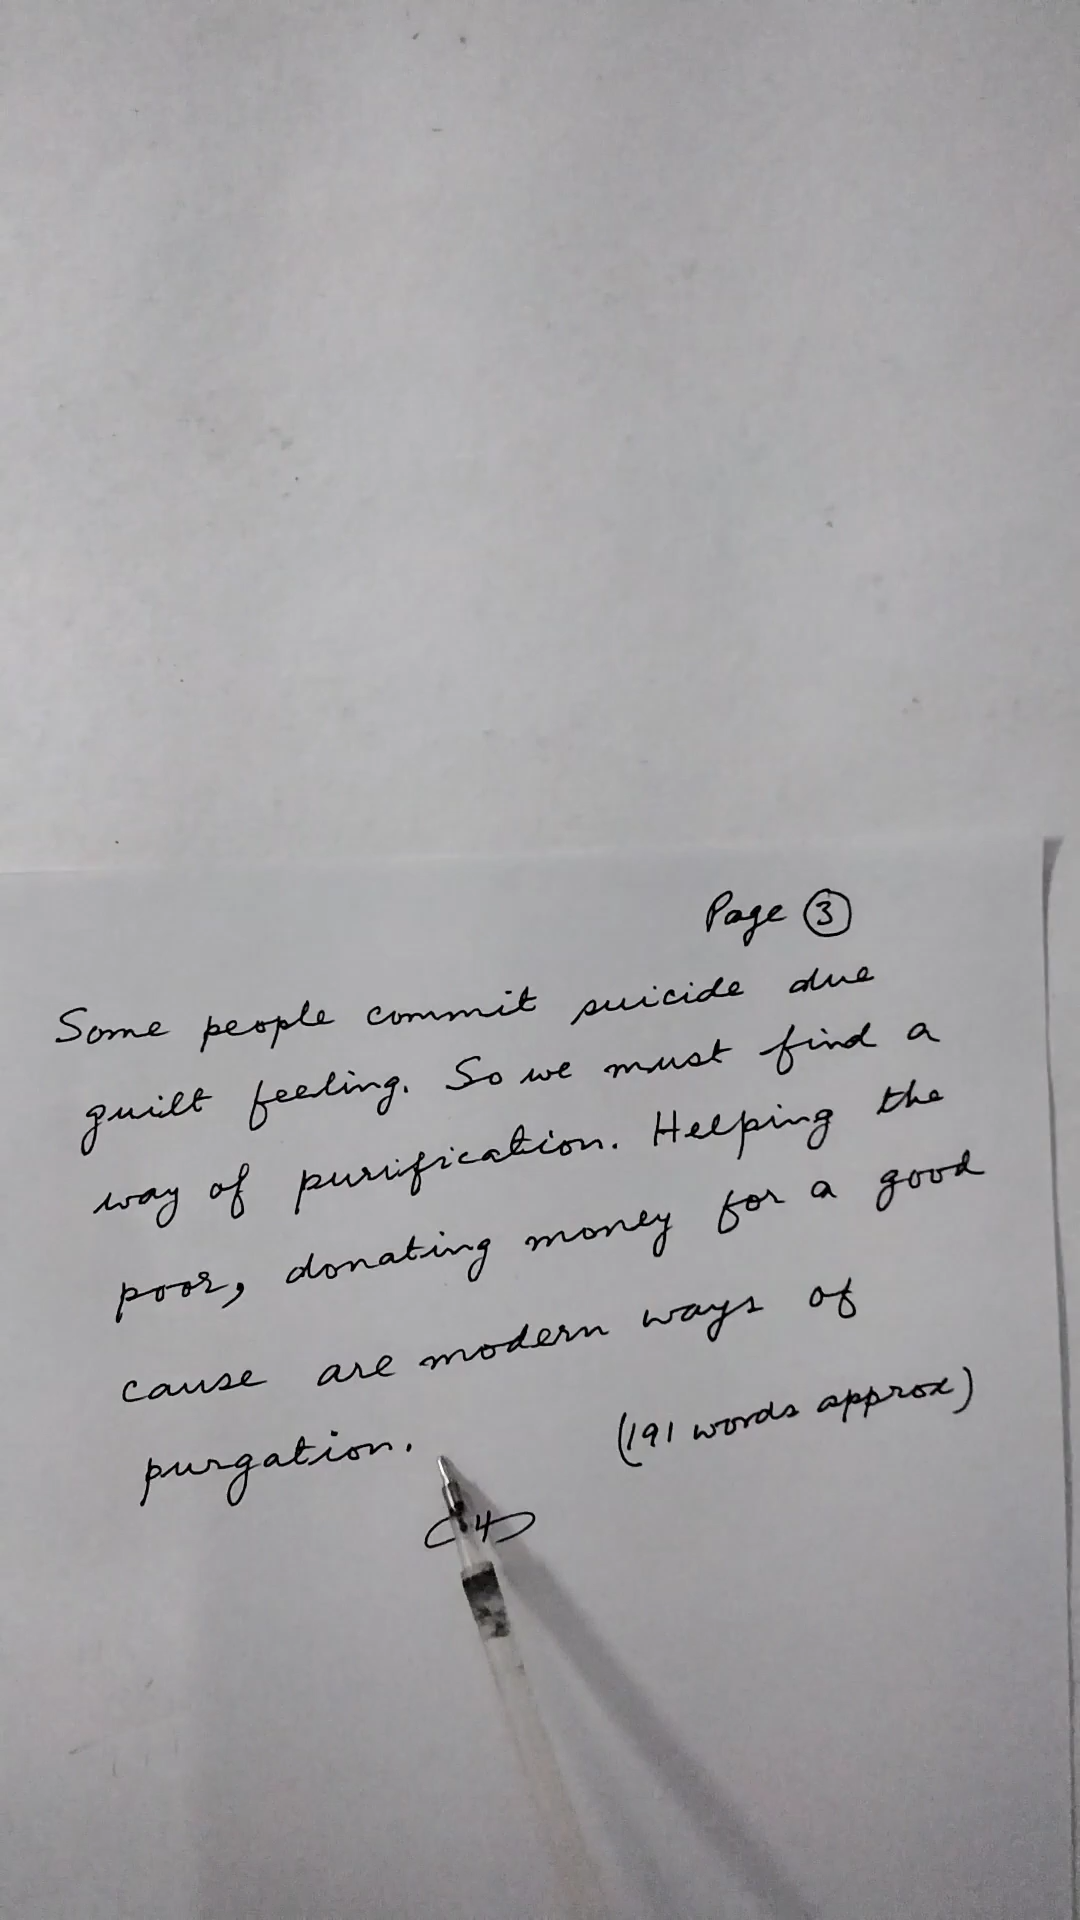 Page 3
Some people commit suicide due
guilt feeling. So we must find a
way of purification. Helping the
poor, donating money for a good
cause are modern ways of
purgation.
(191 words approx)
4